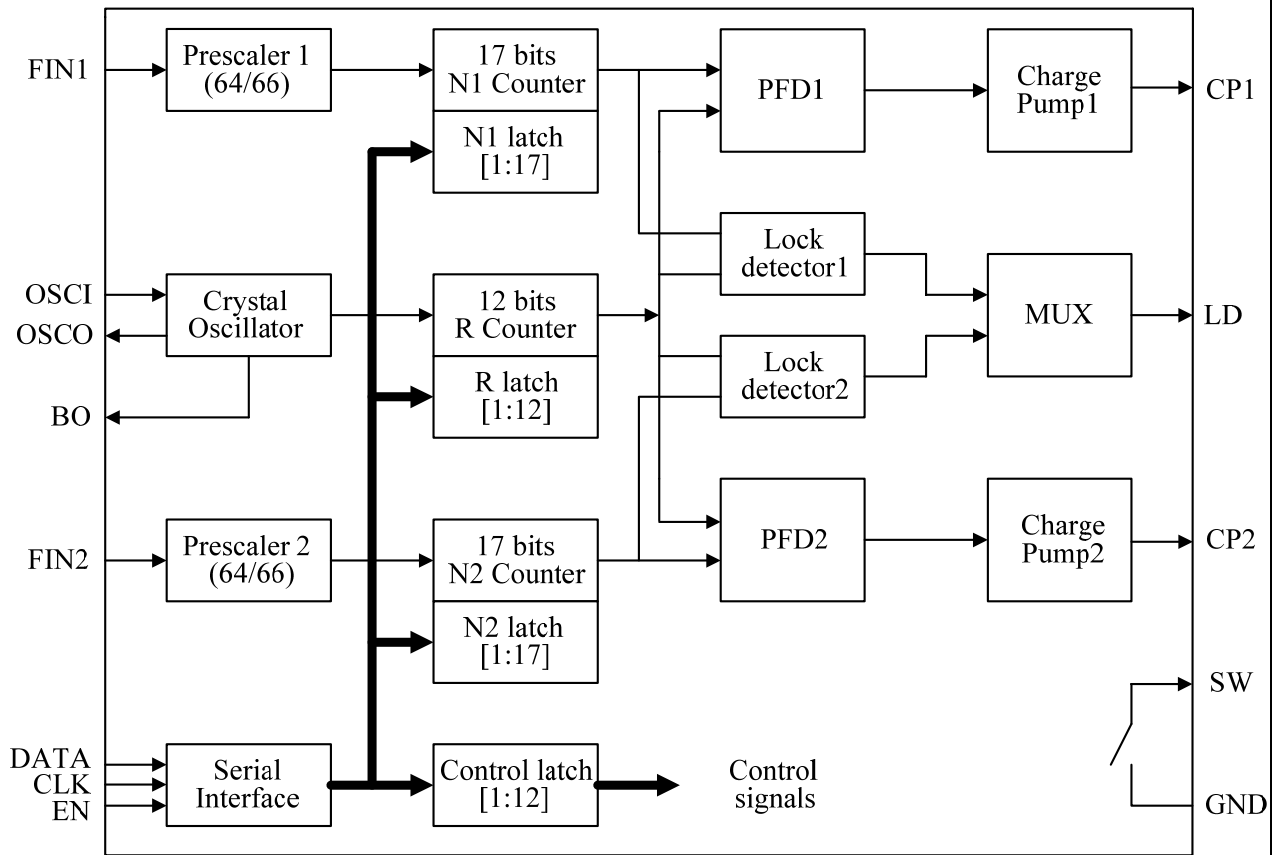 FIN1
Prescaler 1
(64/66)
17 bits
N1 Counter
N1 latch
[1:17]
PFD1
Charge
Pump1
CP1
Lock
detector1
OSCI
OSCO
BO
Crystal
Oscillator
12 bits
R Counter
R latch
[1:12]
Lock
detector2
MUX
LD
FIN2
Prescaler 2
(64/66)
17 bits
N2 Counter
N2 latch
[1:17]
PFD2
Charge
Pump2
CP2
SW
GND
DATA
CLK
EN
Serial
Interface
Control latch
[1:12]
Control
signals